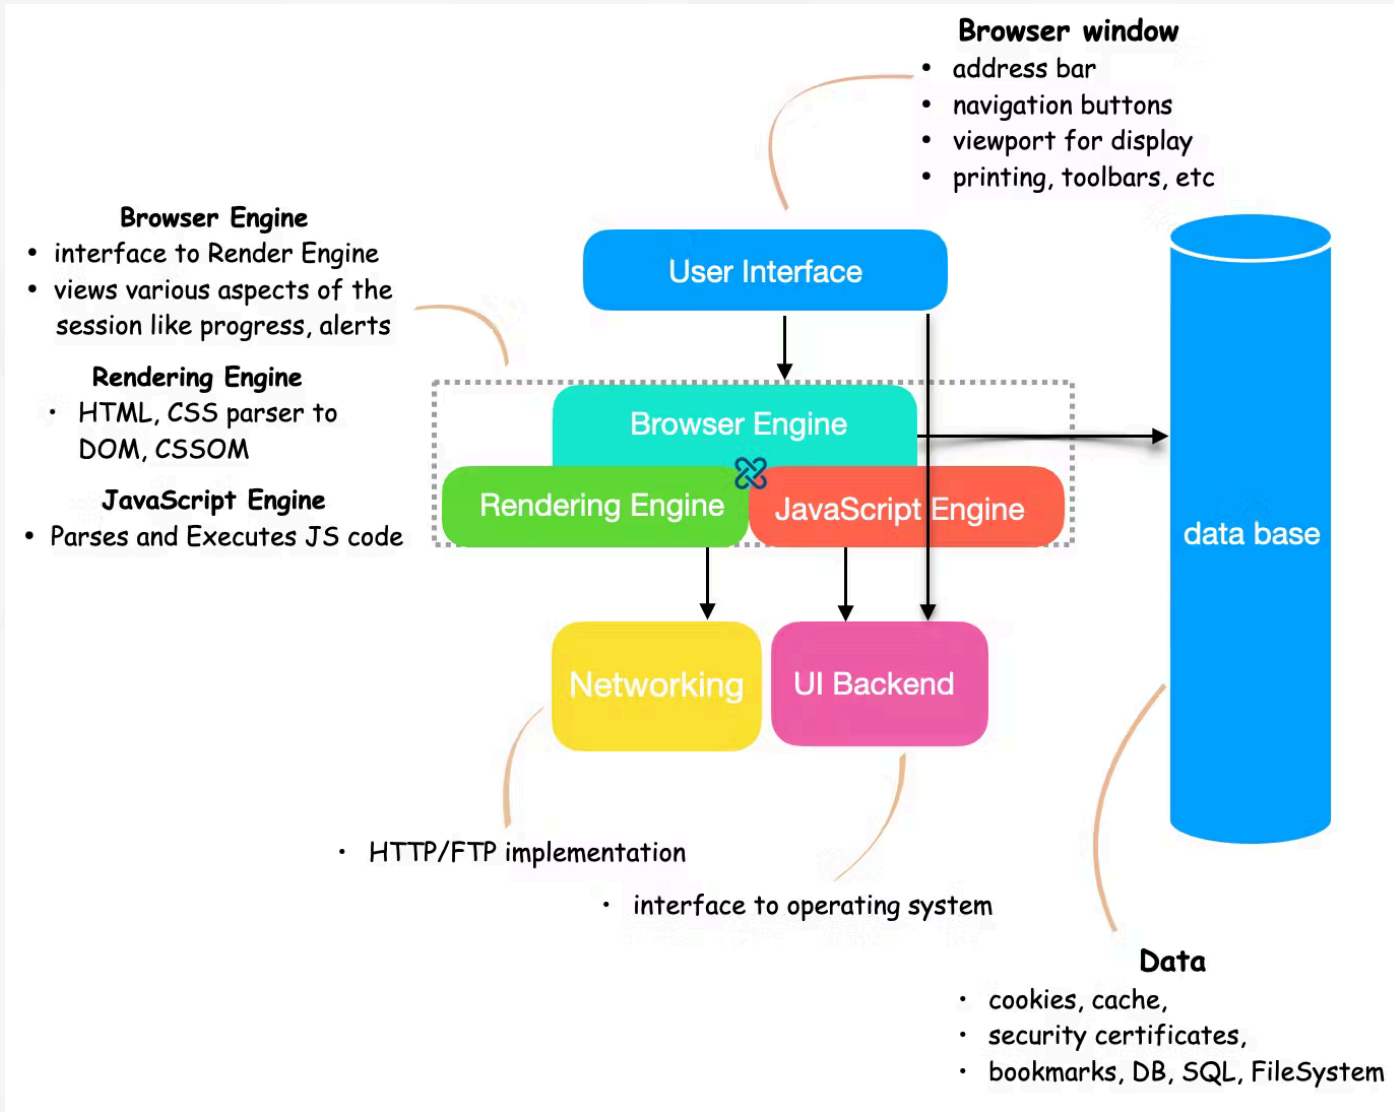 Browser window
• address bar
• navigation buttons
• viewport for display
• printing, toolbars, etc
Browser Engine
• interface to Render Engine
• views various aspects of the
session like progress, alerts
Rendering Engine
• HTML, CSS parser to
DOM, CSSOM
JavaScript Engine
• Parses and Executes JS code
User Interface
Browser Engine
Rendering Engine
JavaScript Engine
data base
Networking
UI Backend
• HTTP/FTP implementation
• interface to operating system
Data
• cookies, cache,
• security certificates,
• bookmarks, DB, SQL, FileSystem